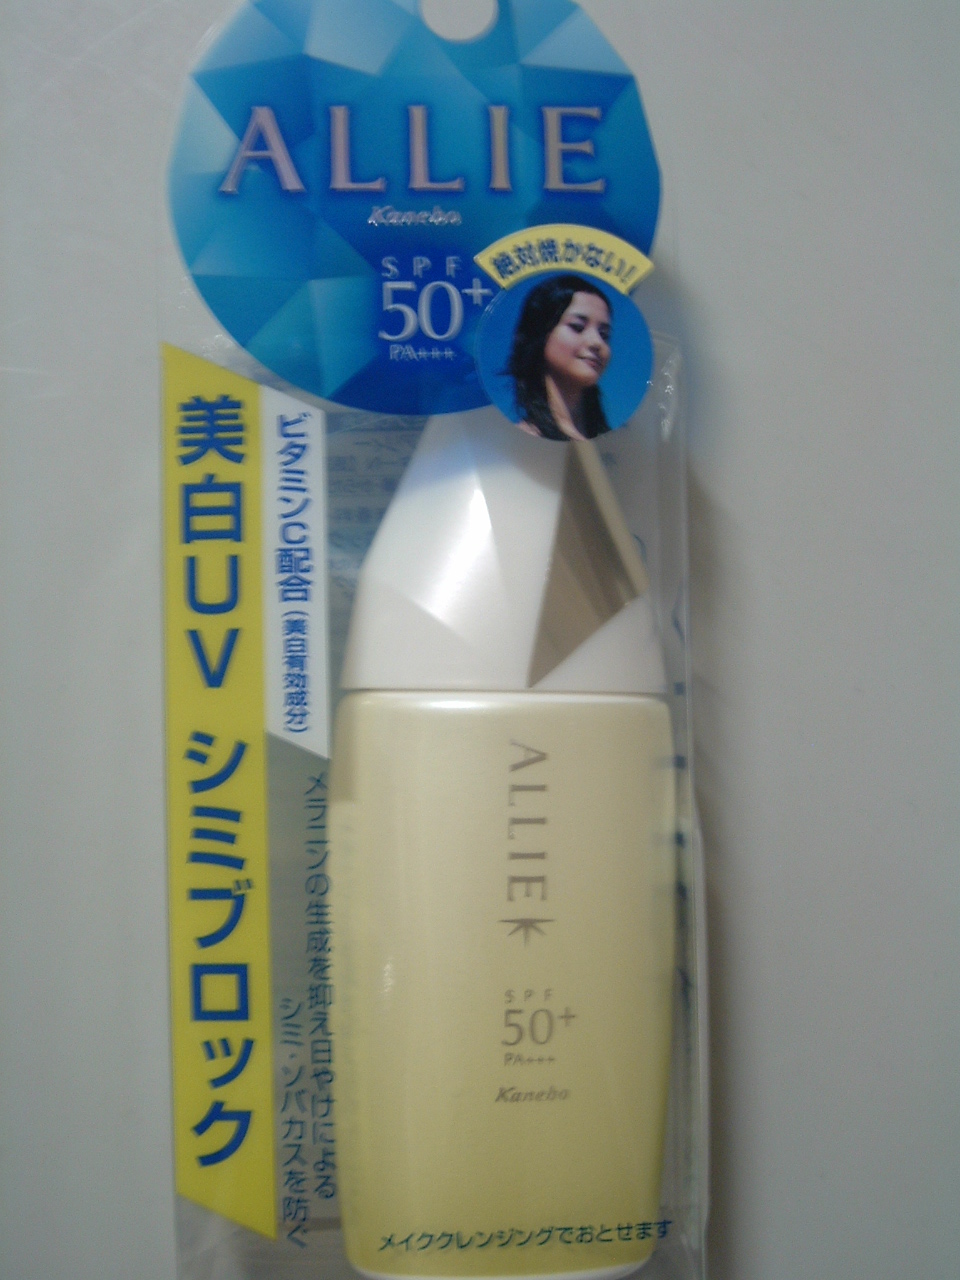 ALLIE
Kanebo
SPF
50+
PA+++
絶対焼かない!
美白UV シミブロック
ビタミンC配合(美白有効成分)
メラニンの生成を抑え日やけによる
シミ・ソバカスを防ぐ
ALLIE
SPF
50+
PA+++
Kanebo
メイククレンジングでおとせます